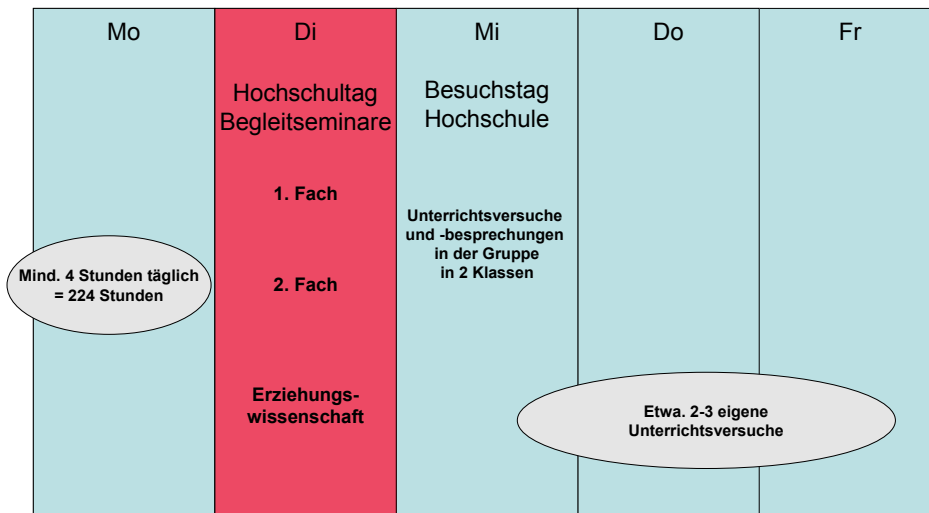 Mo
Di
Mi
Do
Fr
Hochschultag
Begleitseminare
Besuchstag
Hochschule
1. Fach
Unterrichtsversuche
und -besprechungen
in der Gruppe
in 2 Klassen
Mind. 4 Stunden täglich
= 224 Stunden
2. Fach
Erziehungs-
wissenschaft
Etwa. 2-3 eigene
Unterrichtsversuche